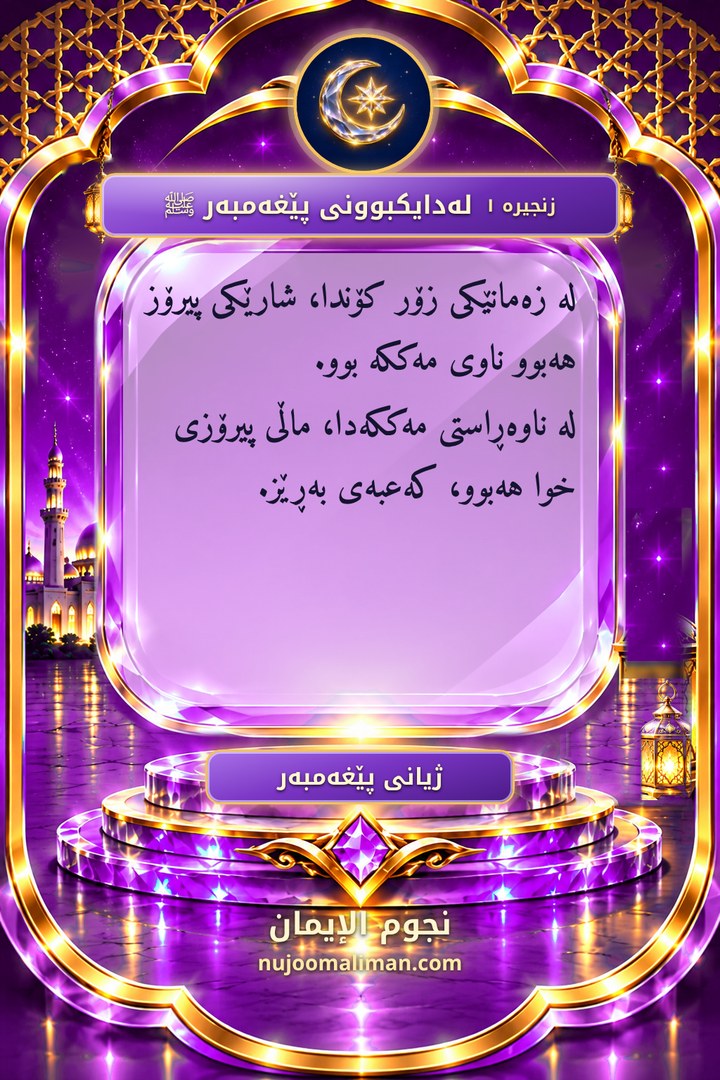 زنجیرە ١ لەدایکبوونی پێغەمبەر ﷺ
لە زەمانێکی زۆر کۆندا، شارێکی پیرۆز
هەبوو ناوی مەککە بوو.
لە ناوەڕاستی مەککەدا، ماڵی پیرۆزی
خوا هەبوو، کەعبەی بەڕێز.
ژیانی پێغەمبەر
نجوم الإيمان
nujoomaliman.com